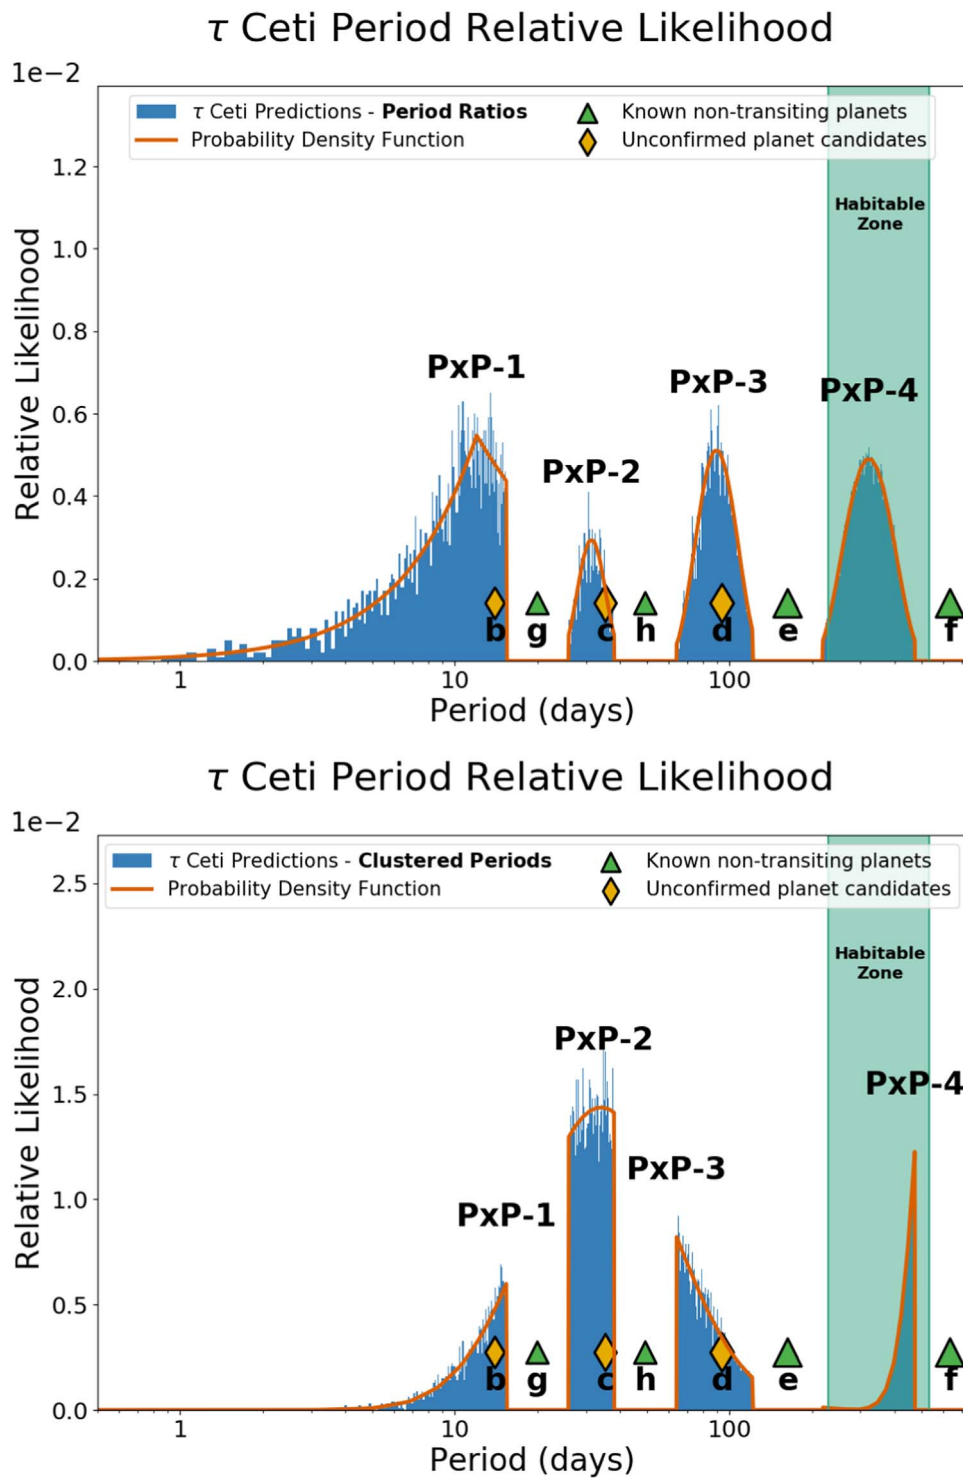 τ Ceti Period Relative Likelihood
1e−2
τ Ceti Predictions - Period Ratios
Probability Density Function
Known non-transiting planets
Unconfirmed planet candidates
Habitable
Zone
1.2
1.0
0.8
0.6
0.4
0.2
0.0
Relative Likelihood
PxP-1
PxP-2
PxP-3
PxP-4
b
g
c
h
d
e
f
1
10
100
Period (days)
τ Ceti Period Relative Likelihood
1e−2
τ Ceti Predictions - Clustered Periods
Probability Density Function
Known non-transiting planets
Unconfirmed planet candidates
Habitable
Zone
2.5
2.0
1.5
1.0
0.5
0.0
Relative Likelihood
PxP-1
PxP-2
PxP-3
PxP-4
b
g
c
h
d
e
f
1
10
100
Period (days)